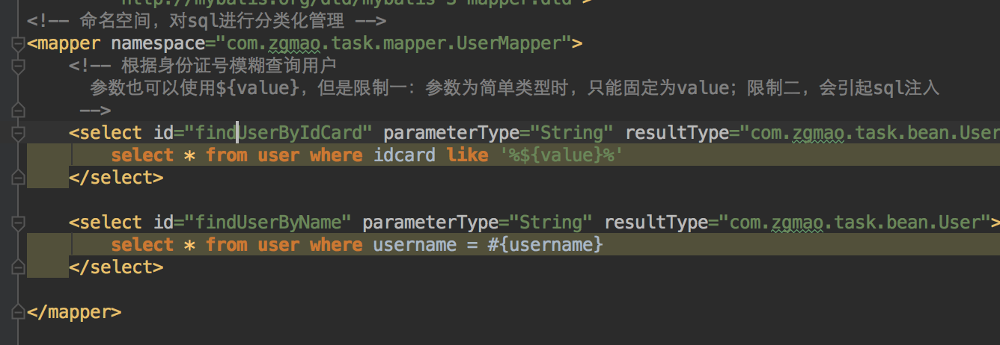 "http://mybatis.org/dtd/mybatis-3-mapper.dtd">
<!-- 命名空间，对sql进行分类化管理 -->
<mapper namespace="com.zgmao.task.mapper.UserMapper">
<!-- 根据身份证号模糊查询用户
参数也可以使用${value}，但是限制一：参数为简单类型时，只能固定为value；限制二，会引起sql注入
-->
<select id="findUserByIdCard" parameterType="String" resultType="com.zgmao.task.bean.User
select * from user where idcard like '%${value}%'
</select>
<select id="findUserByName" parameterType="String" resultType="com.zgmao.task.bean.User">
select * from user where username = #{username}
</select>
</mapper>